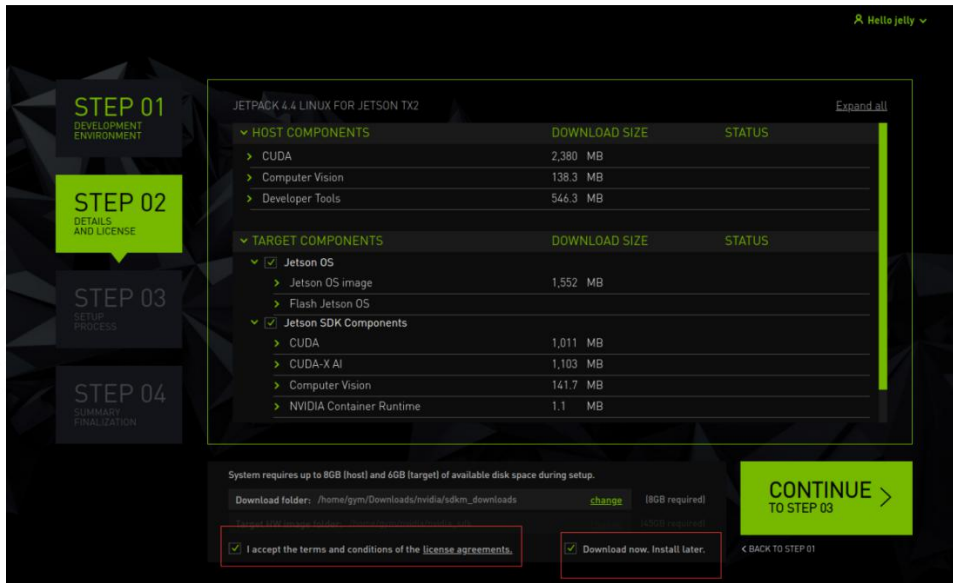 Hello jelly
STEP 01
DEVELOPMENT
ENVIRONMENT
STEP 02
DETAILS
AND LICENSE
STEP 03
SETUP
PROCESS
STEP 04
SUMMARY
FINALIZATION
JETPACK 4.4 LINUX FOR JETSON TX2 Expand all
HOST COMPONENTS DOWNLOAD SIZE STATUS
CUDA 2,380 MB
Computer Vision 138.3 MB
Developer Tools 546.3 MB
TARGET COMPONENTS DOWNLOAD SIZE STATUS
Jetson OS
Jetson OS image 1,552 MB
Flash Jetson OS
Jetson SDK Components
CUDA 1,011 MB
CUDA-X AI 1,103 MB
Computer Vision 141.7 MB
NVIDIA Container Runtime 1.1 MB
System requires up to 8GB (host) and 6GB (target) of available disk space during setup.
Download folder: /home/gym/Downloads/nvidia/sdkm_downloads change (8GB required)
Target HW image folder:
I accept the terms and conditions of the license agreements. Download now. Install later.
CONTINUE
TO STEP 03
BACK TO STEP 01